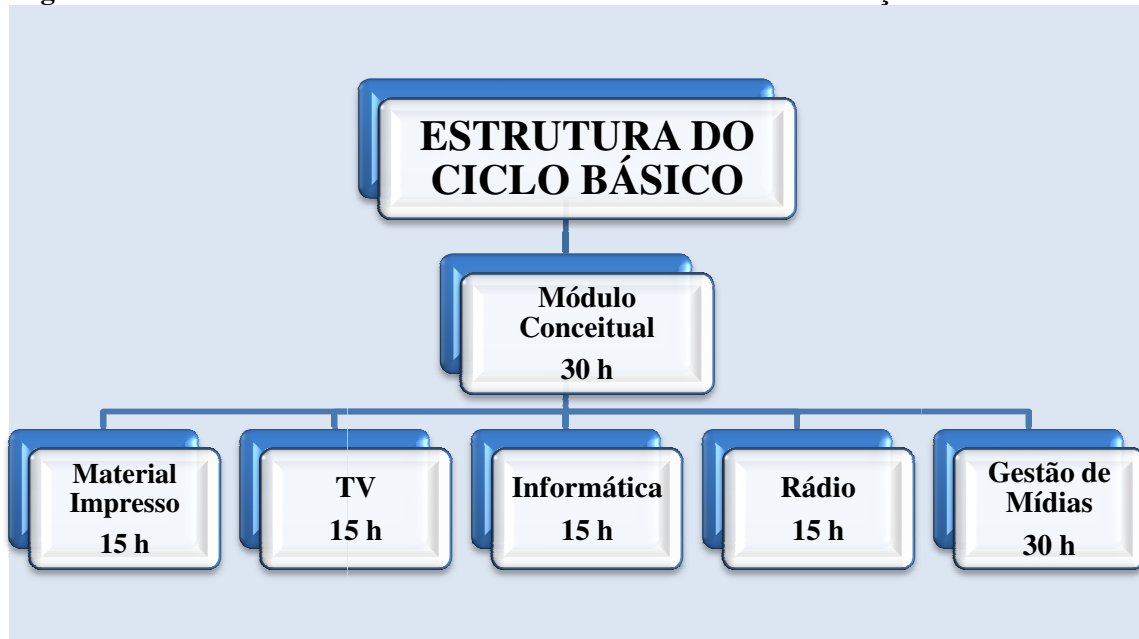 ESTRUTURA DO
CICLO BÁSICO
Módulo
Conceitual
30 h
Material
Impresso
15 h
TV
15 h
Informática
15 h
Rádio
15 h
Gestão de
Mídias
30 h